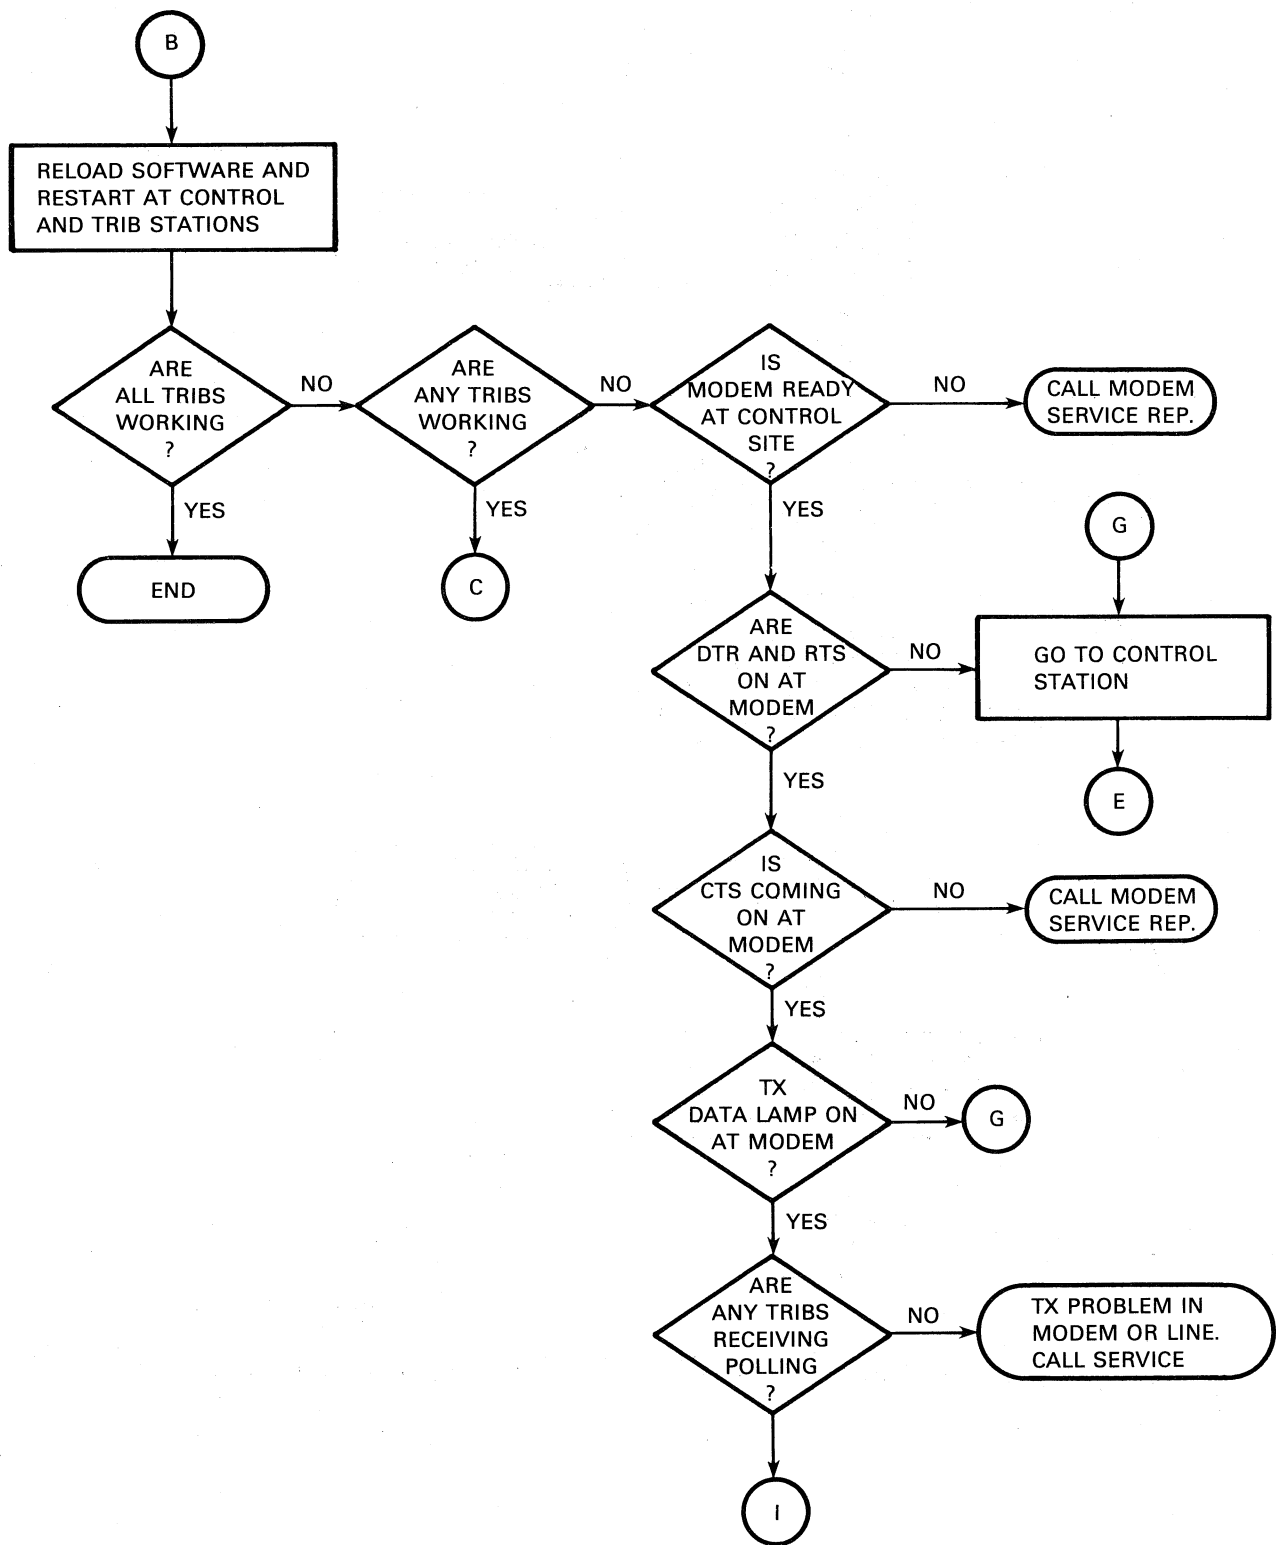 B
RELOAD SOFTWARE AND
RESTART AT CONTROL
AND TRIB STATIONS
ARE
ALL TRIBS
WORKING
?
NO
YES
END
ARE
ANY TRIBS
WORKING
?
NO
YES
C
IS
MODEM READY
AT CONTROL
SITE
?
NO
CALL MODEM
SERVICE REP.
YES
G
ARE
DTR AND RTS
ON AT
MODEM
?
NO
GO TO CONTROL
STATION
E
YES
IS
CTS COMING
ON AT
MODEM
?
NO
CALL MODEM
SERVICE REP.
YES
TX
DATA LAMP ON
AT MODEM
?
NO
G
YES
ARE
ANY TRIBS
RECEIVING
POLLING
?
NO
TX PROBLEM IN
MODEM OR LINE.
CALL SERVICE
I